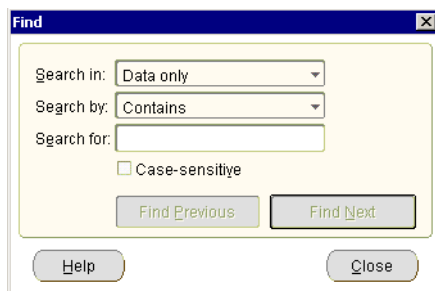 Find
Search in: Data only
Search by: Contains
Search for:
Case-sensitive
Find Previous Find Next
Help Close